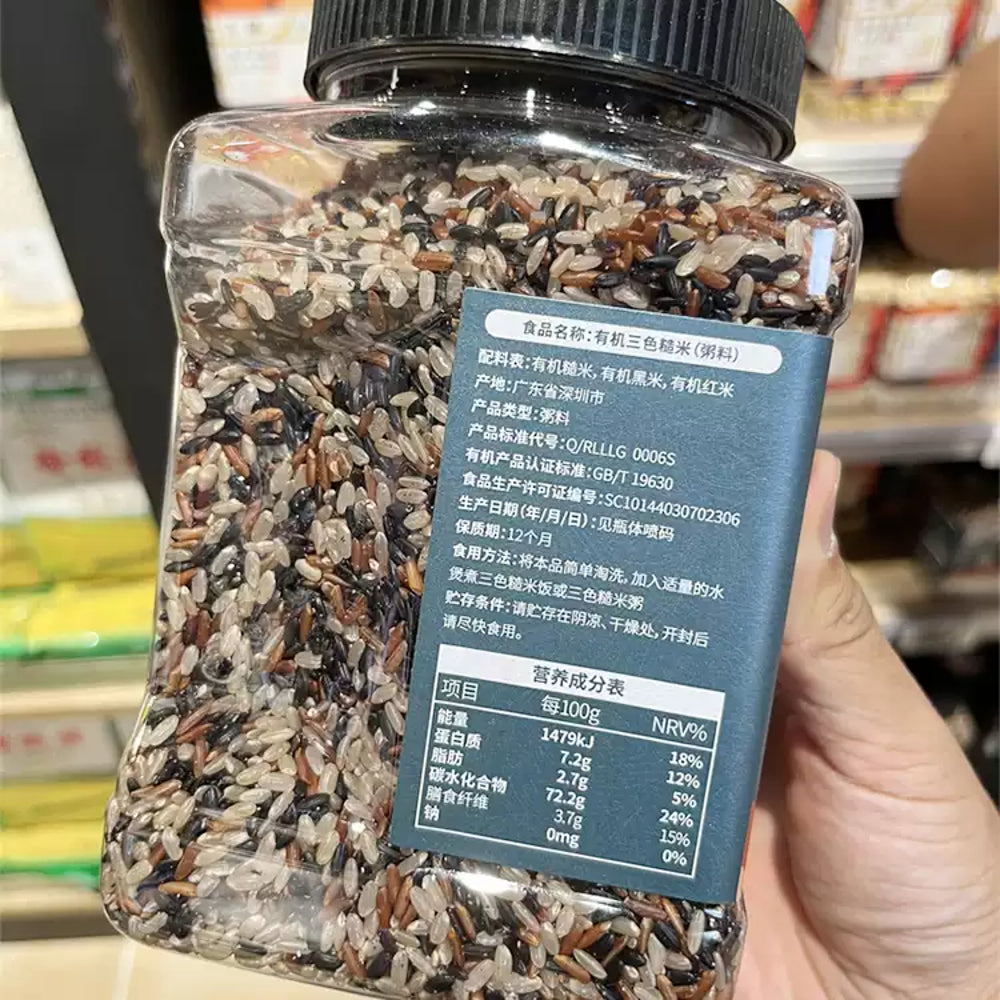 食品名称:有机三色糙米(粥料)
配料表:有机糙米,有机黑米,有机红米
产地:广东省深圳市
产品类型:粥料
产品标准代号:Q/RLLLG 0006S
有机产品认证标准:GB/T 19630
食品生产许可证编号:SC10144030702306
生产日期(年/月/日):见瓶体喷码
保质期:12个月
食用方法:将本品简单淘洗,加入适量的水
煲煮三色糙米饭或三色糙米粥
贮存条件:请贮存在阴凉、干燥处,开封后
请尽快食用。
营养成分表
项目 每100g NRV%
能量 1479kJ 18%
蛋白质 7.2g 12%
脂肪 2.7g 5%
碳水化合物 72.2g 24%
膳食纤维 3.7g 15%
钠 0mg 0%